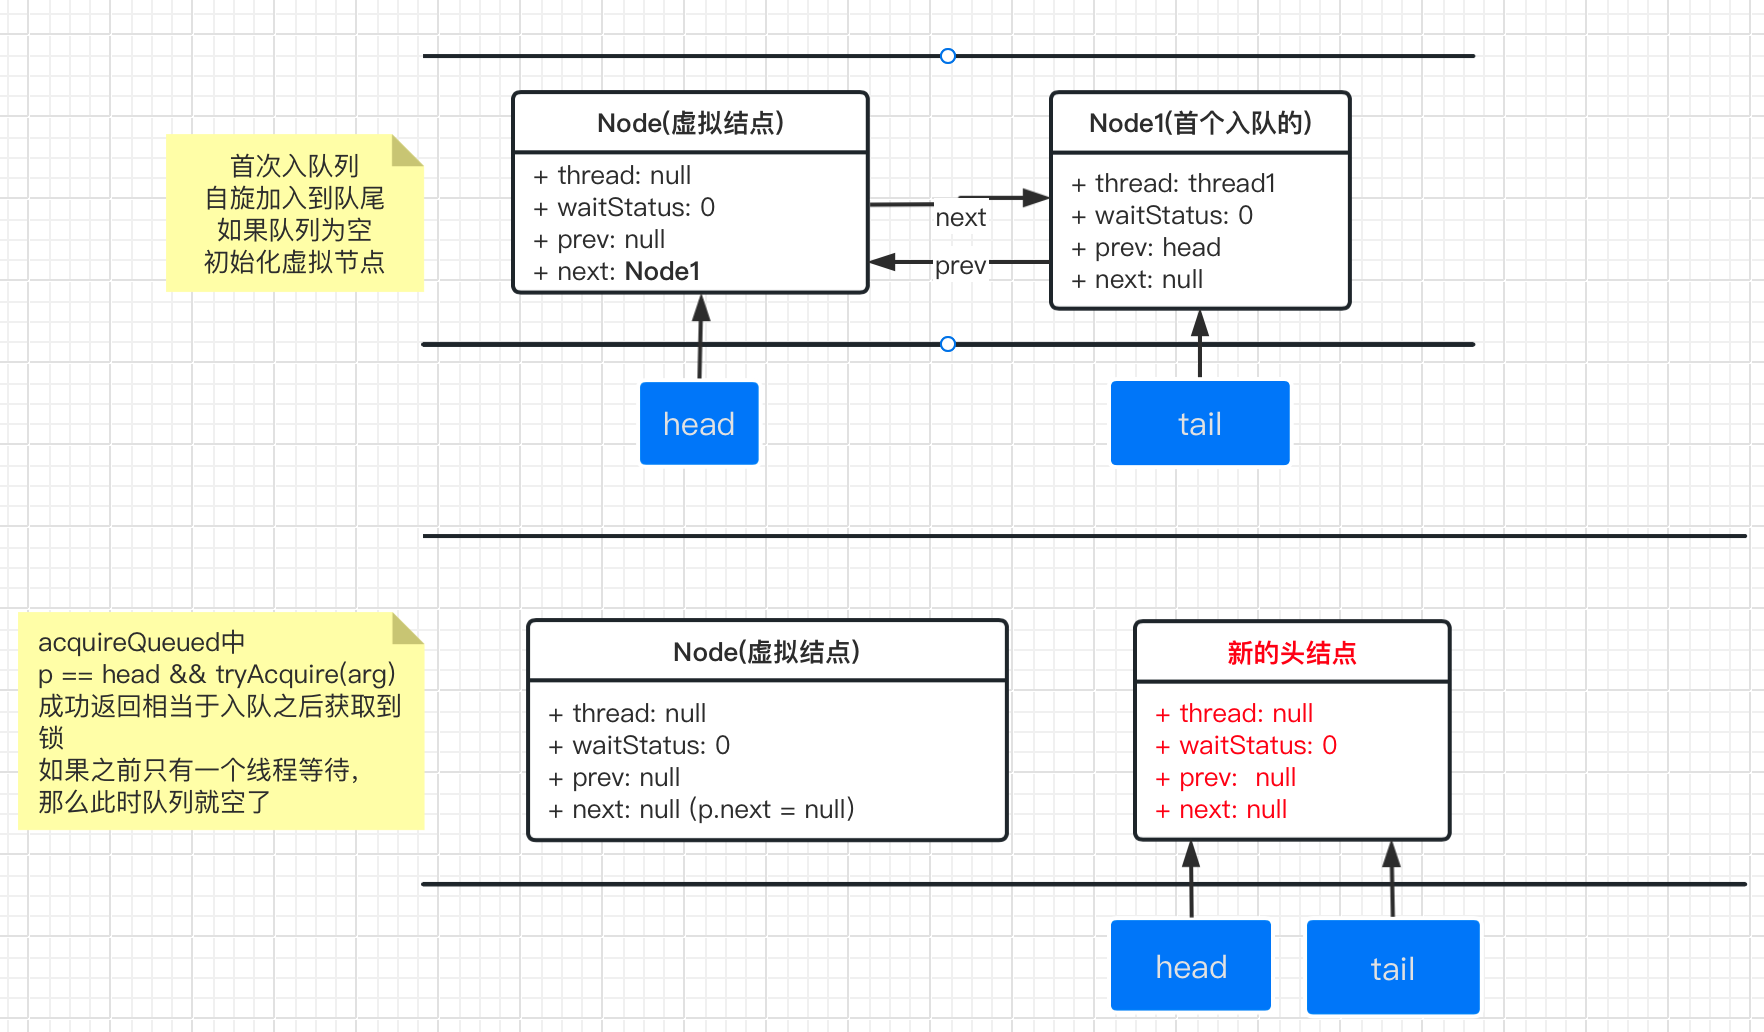 首次入队列
自旋加入到队尾
如果队列为空
初始化虚拟节点
Node(虚拟结点)
+ thread: null
+ waitStatus: 0
+ prev: null
+ next: Node1
next
prev
Node1(首个入队的)
+ thread: thread1
+ waitStatus: 0
+ prev: head
+ next: null
head
tail
acquireQueued中
p == head && tryAcquire(arg)
成功返回相当于入队之后获取到
锁
如果之前只有一个线程等待，
那么此时队列就空了
Node(虚拟结点)
+ thread: null
+ waitStatus: 0
+ prev: null
+ next: null (p.next = null)
新的头结点
+ thread: null
+ waitStatus: 0
+ prev: null
+ next: null
head
tail